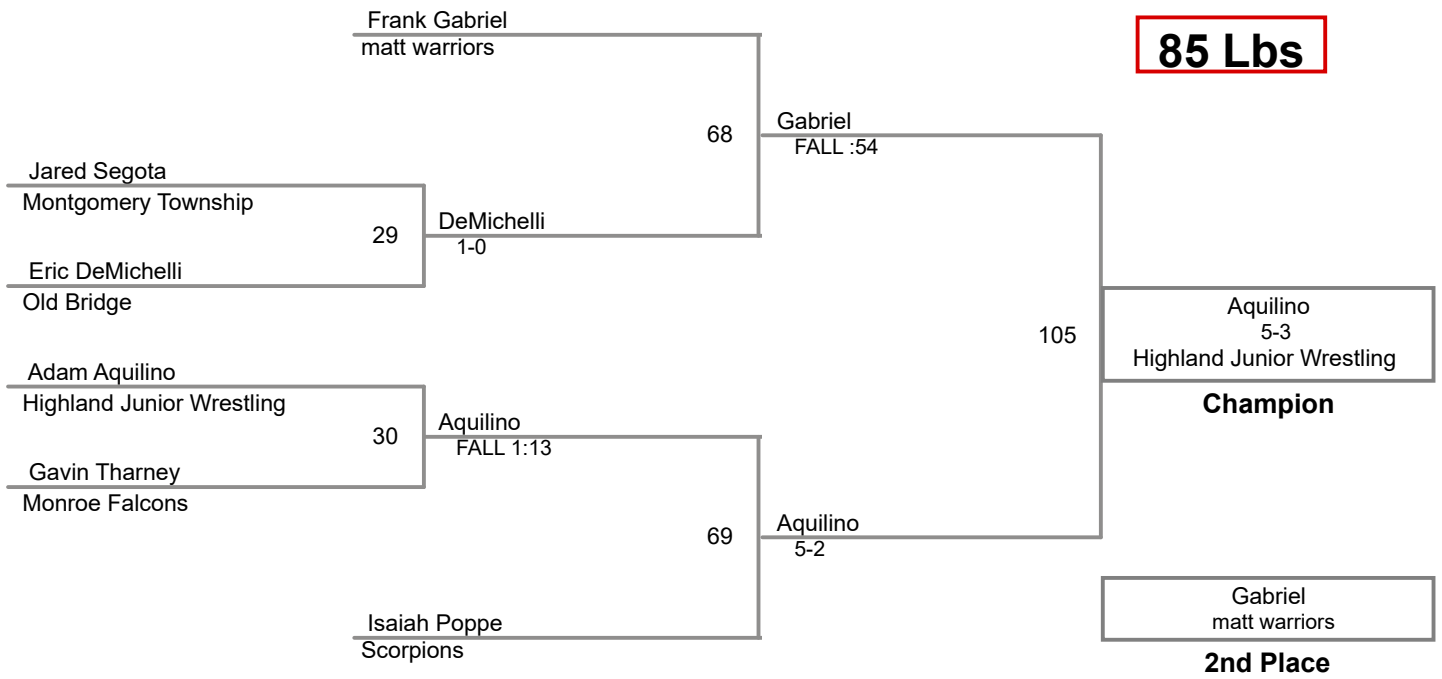 Frank Gabriel
matt warriors
85 Lbs
68
Gabriel
FALL :54
Jared Segota
Montgomery Township
29
DeMichelli
1-0
Eric DeMichelli
Old Bridge
105
Aquilino
5-3
Highland Junior Wrestling
Champion
Adam Aquilino
Highland Junior Wrestling
30
Aquilino
FALL 1:13
Gavin Tharney
Monroe Falcons
69
Aquilino
5-2
Isaiah Poppe
Scorpions
Gabriel
matt warriors
2nd Place